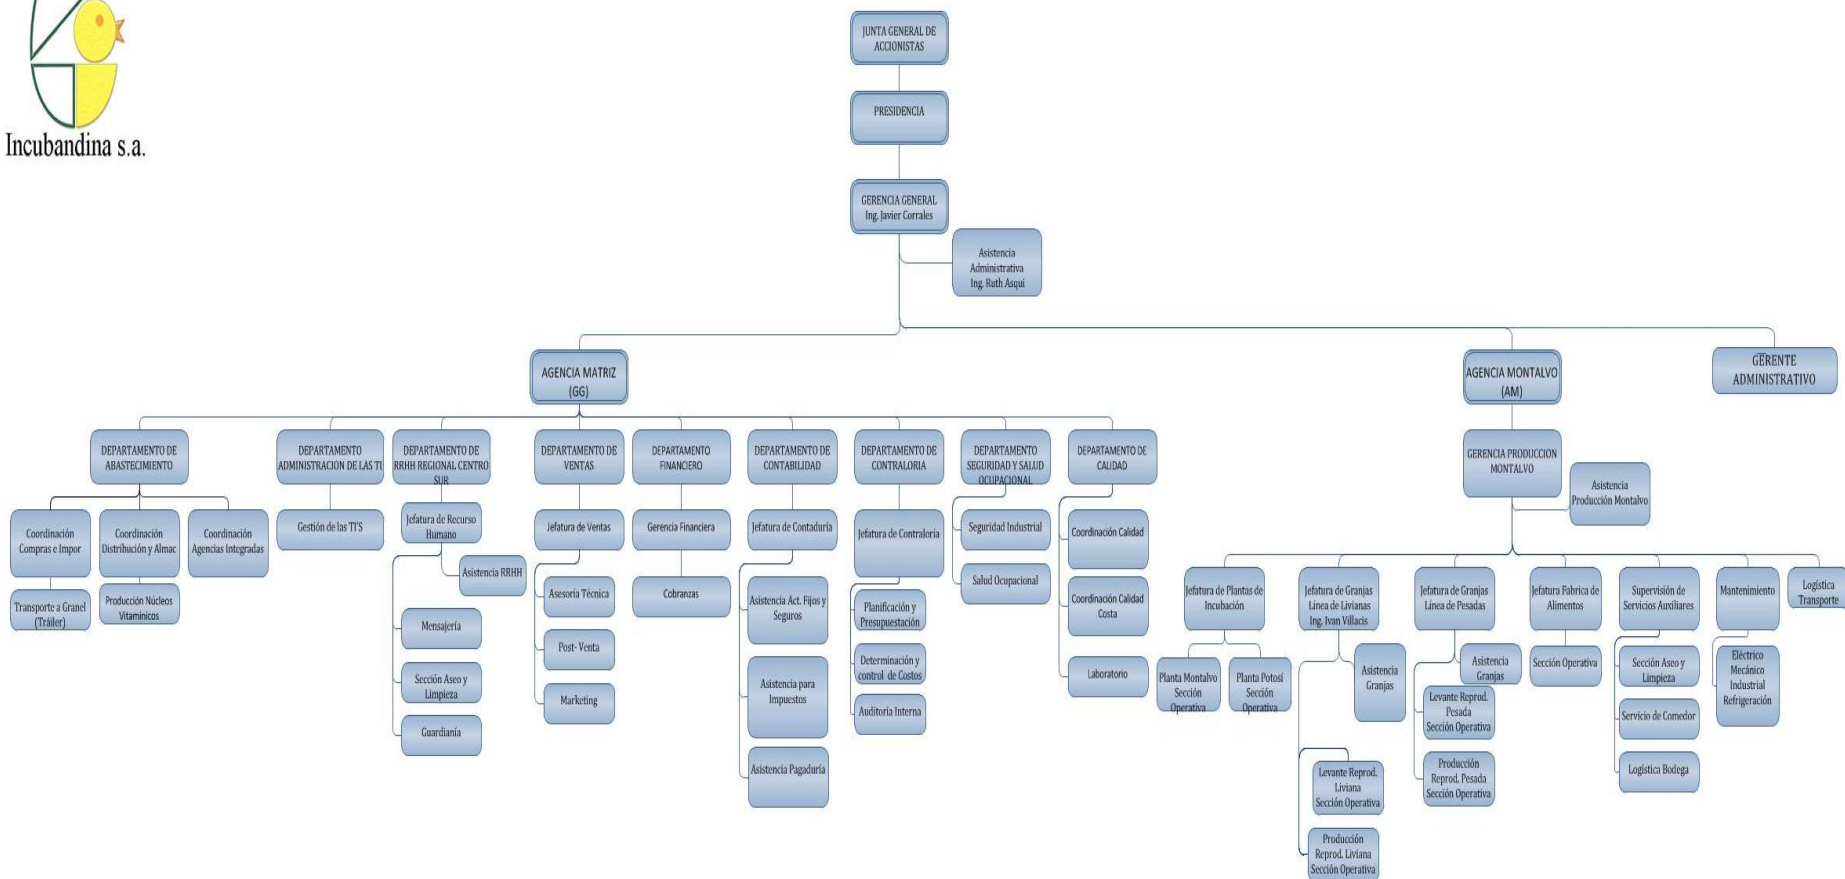 Incubandina s.a.
JUNTA GENERAL DE
ACCIONISTAS
PRESIDENCIA
GERENCIA GENERAL
Ing. Javier Corrales
Asistencia
Administrativa
Ing. Ruth Asqui
AGENCIA MATRIZ
(GG)
AGENCIA MONTALVO
(AM)
GERENTE
ADMINISTRATIVO
DEPARTAMENTO DE
ABASTECIMIENTO
DEPARTAMENTO
ADMINISTRACION DE LAS TI
DEPARTAMENTO DE
RRHH REGIONAL CENTRO
SUR
DEPARTAMENTO DE
VENTAS
DEPARTAMENTO
FINANCIERO
DEPARTAMENTO DE
CONTABILIDAD
DEPARTAMENTO DE
CONTRALORIA
DEPARTAMENTO
SEGURIDAD Y SALUD
OCUPACIONAL
DEPARTAMENTO DE
CALIDAD
GERENCIA PRODUCCION
MONTALVO
Asistencia
Producción Montalvo
Coordinación
Compras e Impor
Coordinación
Distribución y Almac
Coordinación
Agencias Integradas
Gestión de las TI'S
Jefatura de Recurso
Humano
Jefatura de Ventas
Gerencia Financiera
Jefatura de Contaduría
Jefatura de Contraloría
Seguridad Industrial
Coordinación Calidad
Transporte a Granel
(Tráiler)
Producción Núcleos
Vitamínicos
Asistencia RRHH
Mensajería
Sección Aseo y
Limpieza
Guardianía
Asesoría Técnica
Post- Venta
Marketing
Cobranzas
Asistencia Act. Fijos y
Seguros
Asistencia para
Impuestos
Asistencia Pagaduría
Planificación y
Presupuestación
Determinación y
control de Costos
Auditoría Interna
Salud Ocupacional
Coordinación Calidad
Costa
Laboratorio
Jefatura de Plantas de
Incubación
Jefatura de Granjas
Línea de Livianas
Ing. Ivan Villacis
Jefatura de Granjas
Línea de Pesadas
Jefatura Fabrica de
Alimentos
Supervisión de
Servicios Auxiliares
Mantenimiento
Logística
Transporte
Planta Montalvo
Sección
Operativa
Planta Potosí
Sección
Operativa
Asistencia
Granjas
Levante Reprod.
Liviana
Sección Operativa
Producción
Reprod. Liviana
Sección Operativa
Asistencia
Granjas
Levante Reprod.
Pesada
Sección Operativa
Producción
Reprod. Pesada
Sección Operativa
Sección Operativa
Sección Aseo y
Limpieza
Servicio de Comedor
Logística Bodega
Eléctrico
Mecánico
Industrial
Refrigeración